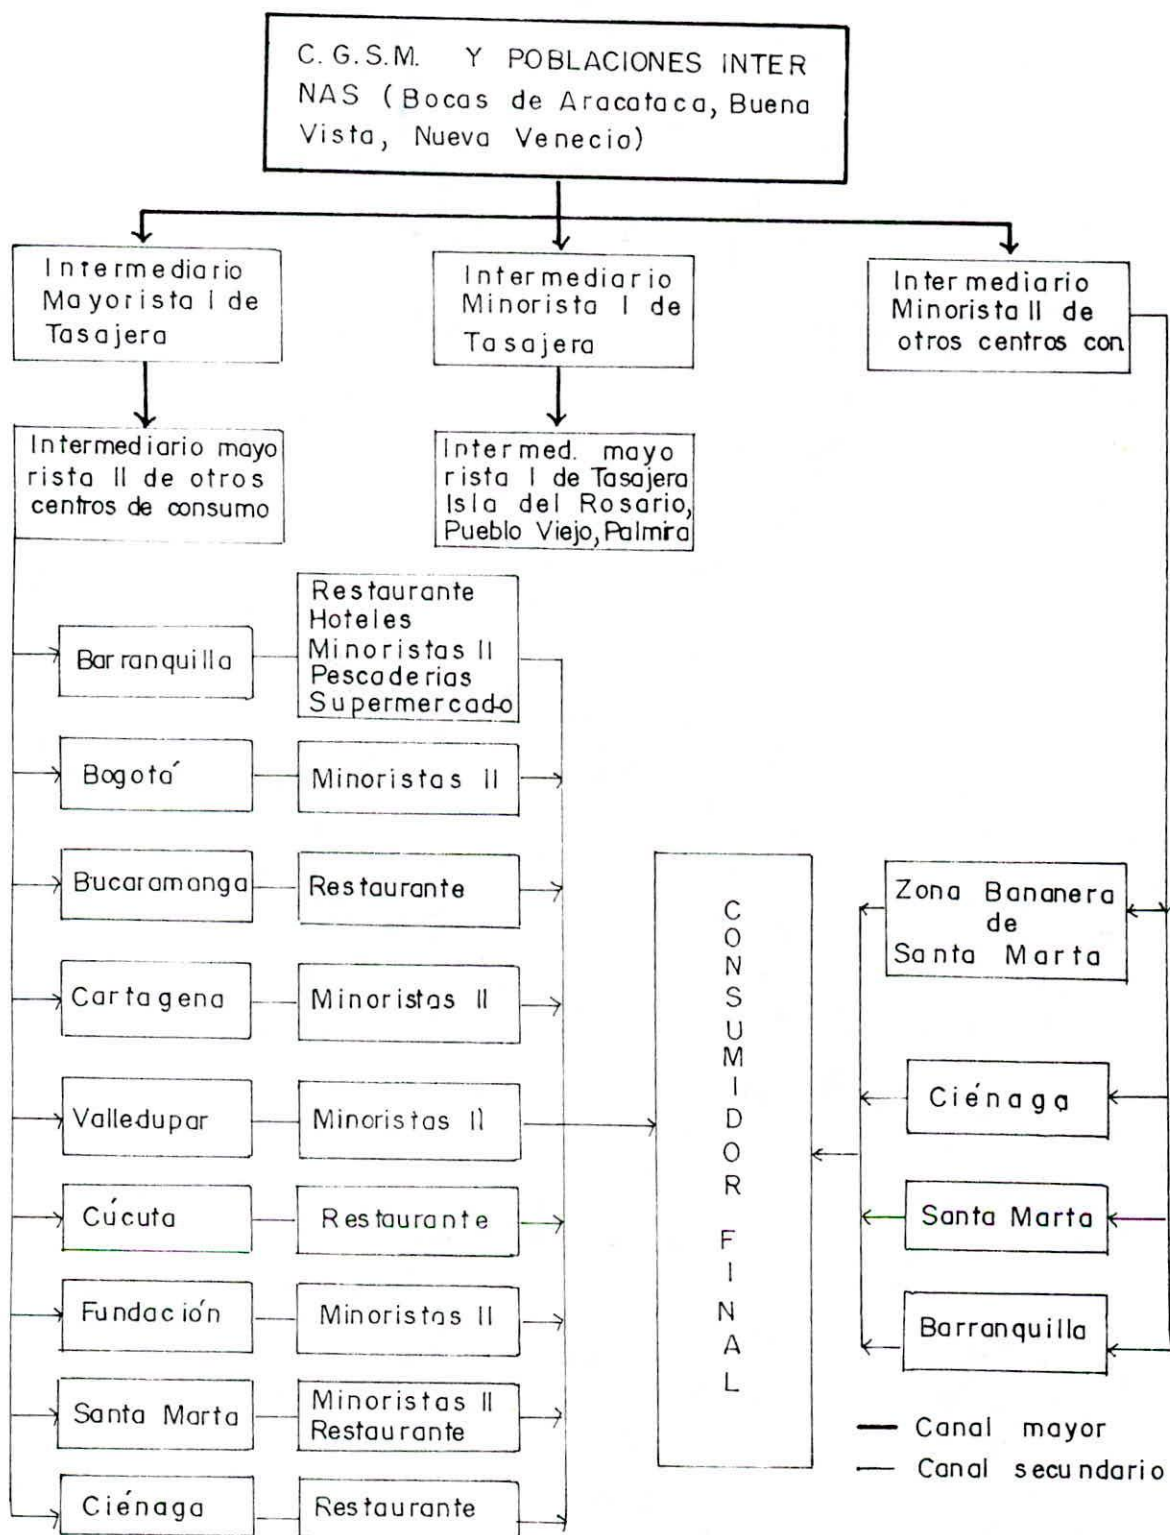 C.G.S.M. Y POBLACIONES INTER
NAS (Bocas de Aracataca, Buena
Vista, Nueva Venecia)
Intermediario
Mayorista I de
Tasajera
Intermediario
Minorista I de
Tasajera
Intermediario
Minorista II de
otros centros con
Intermediario mayo
rista II de otros
centros de consumo
Intermed. mayo
rista I de Tasajera
Isla del Rosario,
Pueblo Viejo, Palmira
Barranquilla
Restaurante
Hoteles
Minoristas II
Pescaderias
Supermercado
Bogotá
Minoristas II
Bucaramanga
Restaurante
Cartagena
Minoristas II
Valledupar
Minoristas II
Cúcuta
Restaurante
Fundación
Minoristas II
Santa Marta
Minoristas II
Restaurante
Ciénaga
Restaurante
CONSUMIDOR FINAL
Zona Bananera
de
Santa Marta
Ciénaga
Santa Marta
Barranquilla
Canal mayor
Canal secundario